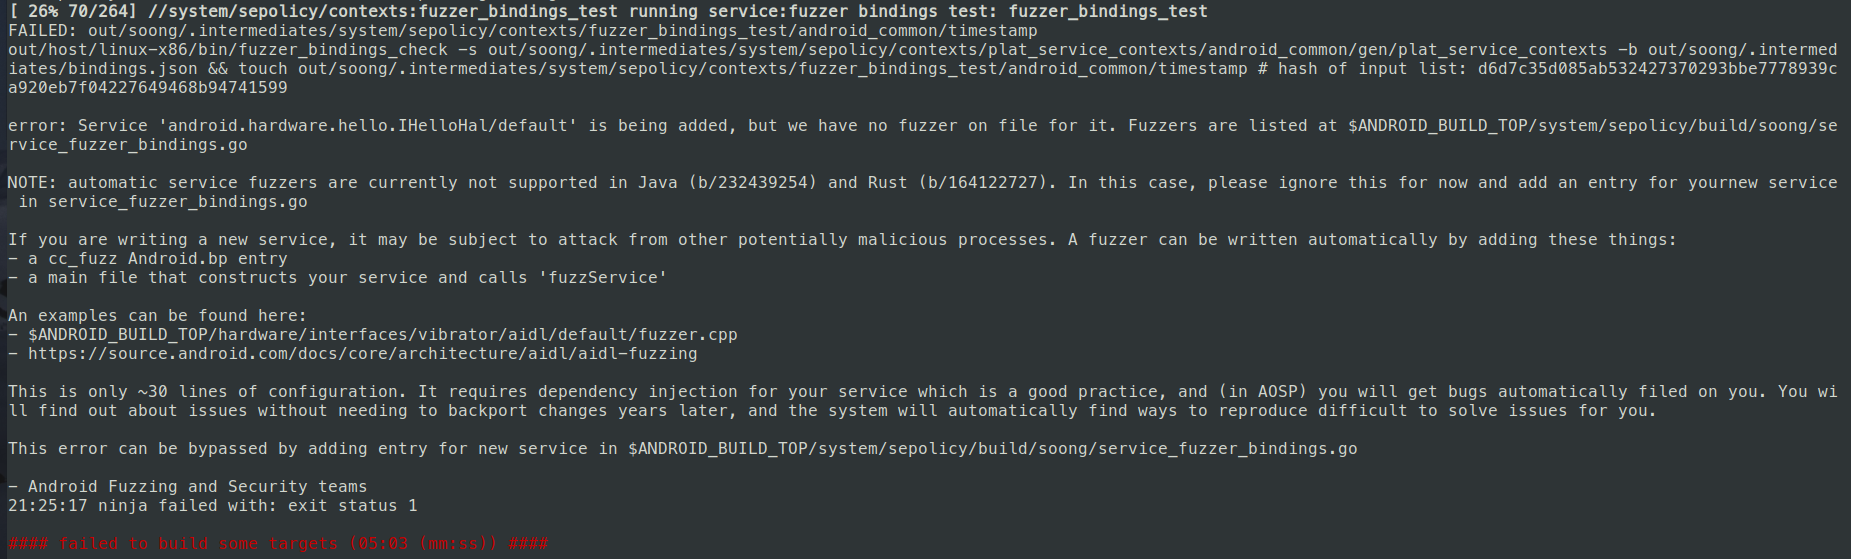 [ 26% 70/264] //system/sepolicy/contexts:fuzzer_bindings_test running service:fuzzer bindings test: fuzzer_bindings_test
FAILED: out/soong/.intermediates/system/sepolicy/contexts/fuzzer_bindings_test/android_common/timestamp
out/host/linux-x86/bin/fuzzer_bindings_check -s out/soong/.intermediates/system/sepolicy/contexts/plat_service_contexts/android_common/gen/plat_service_contexts -b out/soong/.intermed
iates/bindings.json && touch out/soong/.intermediates/system/sepolicy/contexts/fuzzer_bindings_test/android_common/timestamp # hash of input list: d6d7c35d085ab532427370293bbe7778939c
a920eb7f04227649468b94741599
error: Service 'android.hardware.hello.IHelloHal/default' is being added, but we have no fuzzer on file for it. Fuzzers are listed at $ANDROID_BUILD_TOP/system/sepolicy/build/soong/se
rvice_fuzzer_bindings.go
NOTE: automatic service fuzzers are currently not supported in Java (b/232439254) and Rust (b/164122727). In this case, please ignore this for now and add an entry for yournew service
 in service_fuzzer_bindings.go
If you are writing a new service, it may be subject to attack from other potentially malicious processes. A fuzzer can be written automatically by adding these things:
- a cc_fuzz Android.bp entry
- a main file that constructs your service and calls 'fuzzService'
An examples can be found here:
- $ANDROID_BUILD_TOP/hardware/interfaces/vibrator/aidl/default/fuzzer.cpp
- https://source.android.com/docs/core/architecture/aidl/aidl-fuzzing
This is only ~30 lines of configuration. It requires dependency injection for your service which is a good practice, and (in AOSP) you will get bugs automatically filed on you. You wi
ll find out about issues without needing to backport changes years later, and the system will automatically find ways to reproduce difficult to solve issues for you.
This error can be bypassed by adding entry for new service in $ANDROID_BUILD_TOP/system/sepolicy/build/soong/service_fuzzer_bindings.go
- Android Fuzzing and Security teams
21:25:17 ninja failed with: exit status 1
#### failed to build some targets (05:03 (mm:ss)) ####